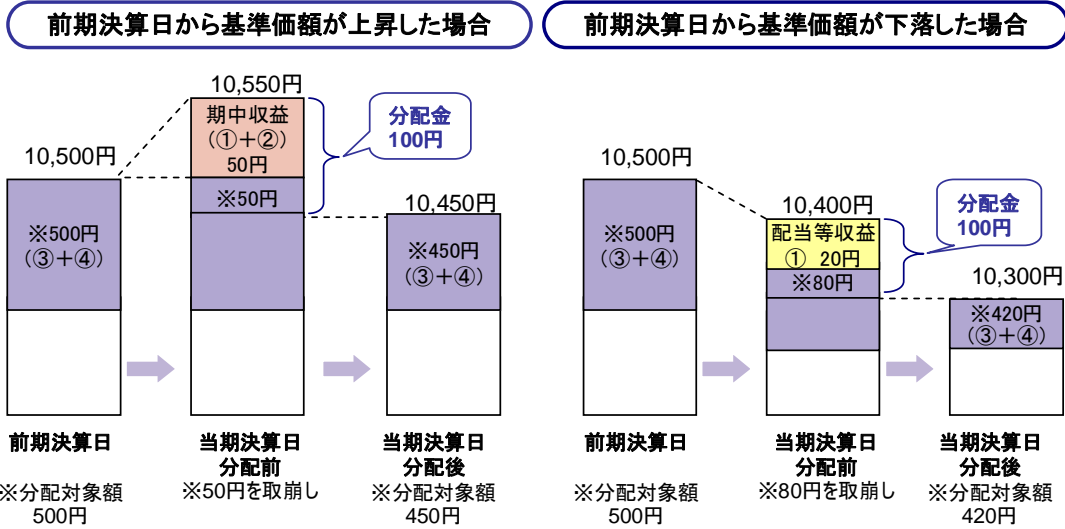 前期決算日から基準価額が上昇した場合
10,550円
期中収益
(①+②)
50円
分配金
100円
10,500円
※50円
10,450円
※500円
(③+④)
※450円
(③+④)
前期決算日
当期決算日
分配前
当期決算日
分配後
※分配対象額
500円
※50円を取崩し
※分配対象額
450円
前期決算日から基準価額が下落した場合
10,500円
10,400円
分配金
100円
※500円
(③+④)
配当等収益
① 20円
※80円
10,300円
※420円
(③+④)
前期決算日
当期決算日
分配前
当期決算日
分配後
※分配対象額
500円
※80円を取崩し
※分配対象額
420円